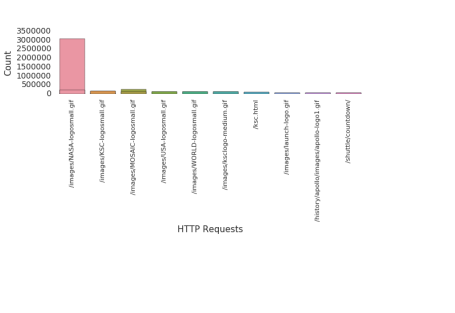 3500000
3000000
2500000
2000000
1500000
1000000
500000
0
Count
/images/NASA-logosmall.gif
/images/KSC-logosmall.gif
/images/MOSAIC-logosmall.gif
/images/USA-logosmall.gif
/images/WORLD-logosmall.gif
/images/ksclogo-medium.gif
/ksc.html
/images/launch-logo.gif
/history/apollo/images/apollo-logo1.gif
/shuttle/countdown/
HTTP Requests